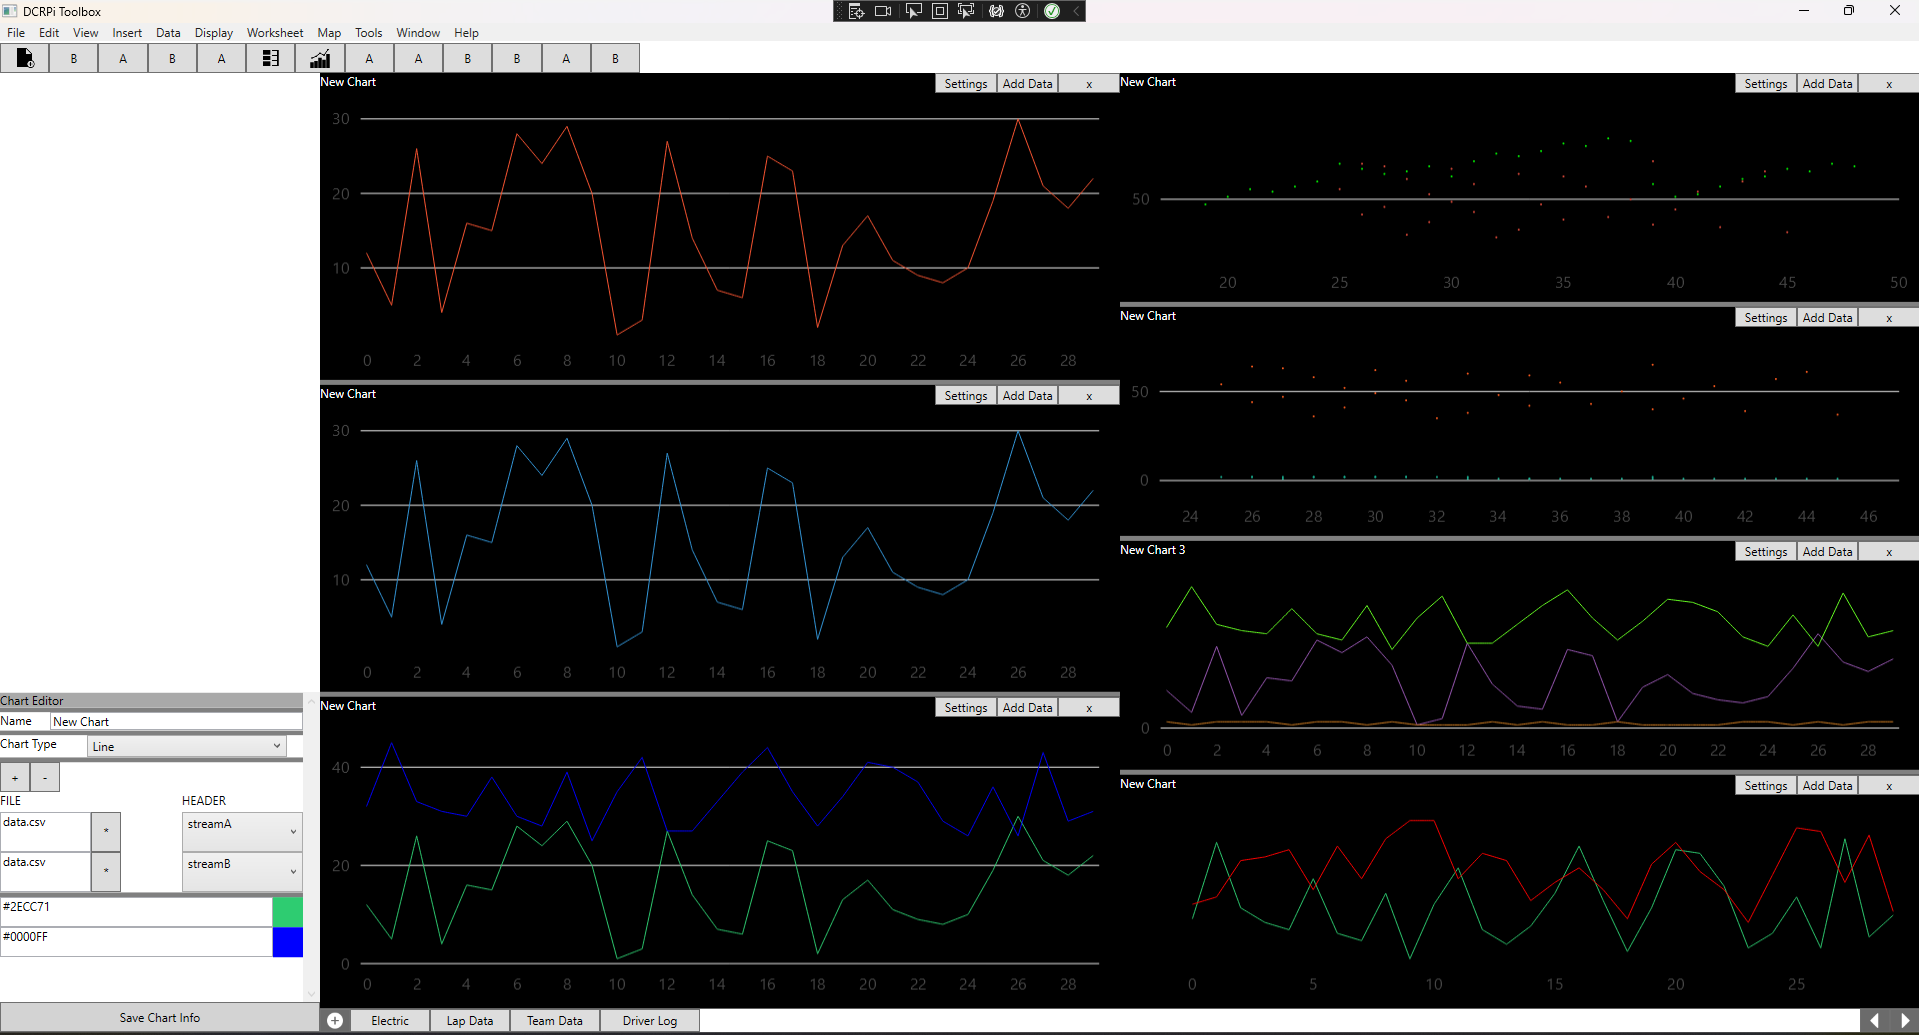 DCRPi Toolbox
File Edit View Insert Data Display Worksheet Map Tools Window Help
B A B A A A B B A B
New Chart Settings Add Data x
30
20
10
0 2 4 6 8 10 12 14 16 18 20 22 24 26 28
New Chart Settings Add Data x
30
20
10
0 2 4 6 8 10 12 14 16 18 20 22 24 26 28
New Chart Settings Add Data x
40
20
0
0 2 4 6 8 10 12 14 16 18 20 22 24 26 28
New Chart Settings Add Data x
50
20 25 30 35 40 45 50
New Chart Settings Add Data x
50
0
24 26 28 30 32 34 36 38 40 42 44 46
New Chart 3 Settings Add Data x
0
0 2 4 6 8 10 12 14 16 18 20 22 24 26 28
New Chart Settings Add Data x
0 5 10 15 20 25
Chart Editor
Name New Chart
Chart Type Line
+ -
FILE HEADER
data.csv * streamA
data.csv * streamB
#2ECC71
#0000FF
Save Chart Info
Electric Lap Data Team Data Driver Log